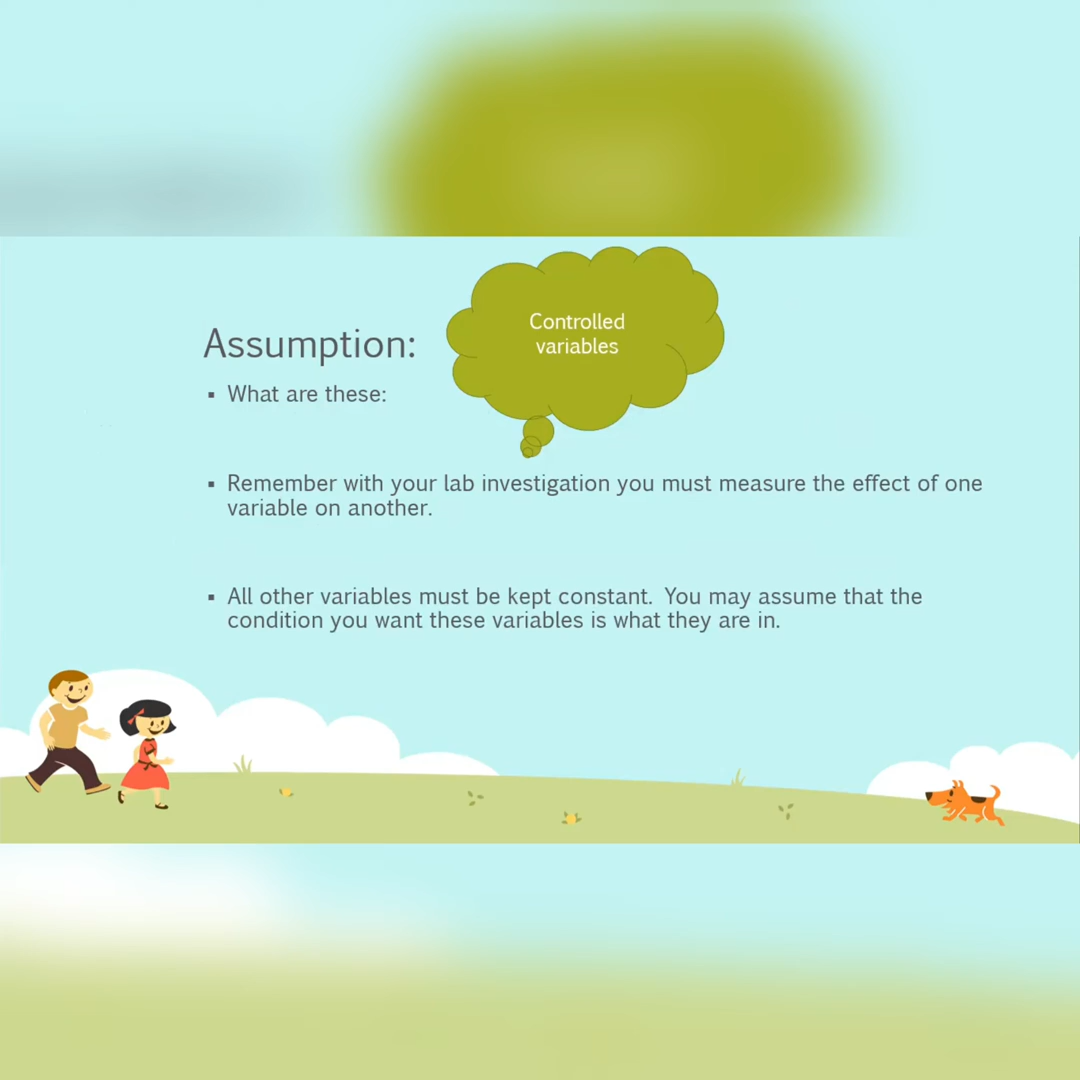 Controlled
variables
Assumption:
▪ What are these:
▪ Remember with your lab investigation you must measure the effect of one
variable on another.
▪ All other variables must be kept constant.  You may assume that the
condition you want these variables is what they are in.